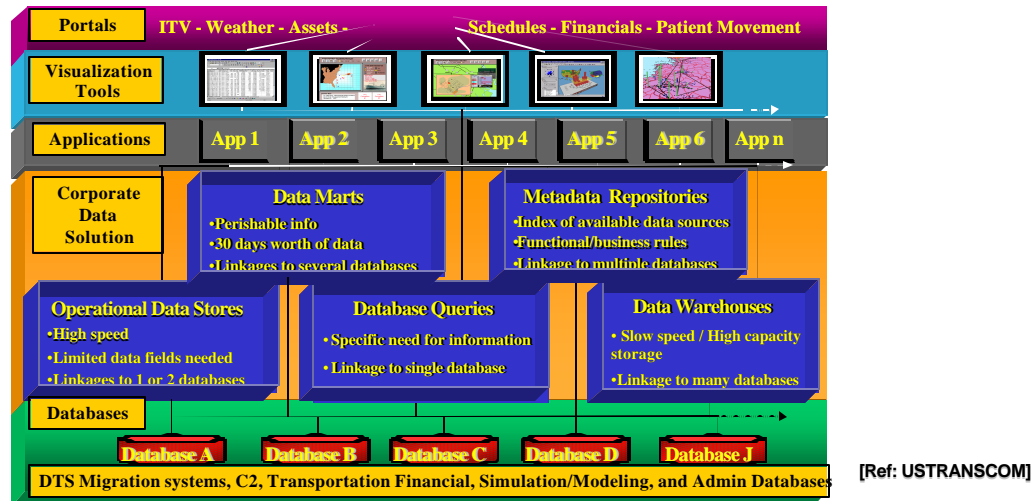 Portals
ITV - Weather - Assets -
Schedules - Financials - Patient Movement
Visualization
Tools
Applications
App 1
App 2
App 3
App 4
App 5
App 6
App n
Corporate
Data
Solution
Data Marts
•Perishable info
•30 days worth of data
•Linkages to several databases
Metadata Repositories
•Index of available data sources
•Functional/business rules
•Linkage to multiple databases
Operational Data Stores
•High speed
•Limited data fields needed
•Linkages to 1 or 2 databases
Database Queries
• Specific need for information
• Linkage to single database
Data Warehouses
• Slow speed / High capacity
storage
• Linkage to many databases
Databases
Database A
Database B
Database C
Database D
Database J
DTS Migration systems, C2, Transportation Financial, Simulation/Modeling, and Admin Databases
[Ref: USTRANSCOM]